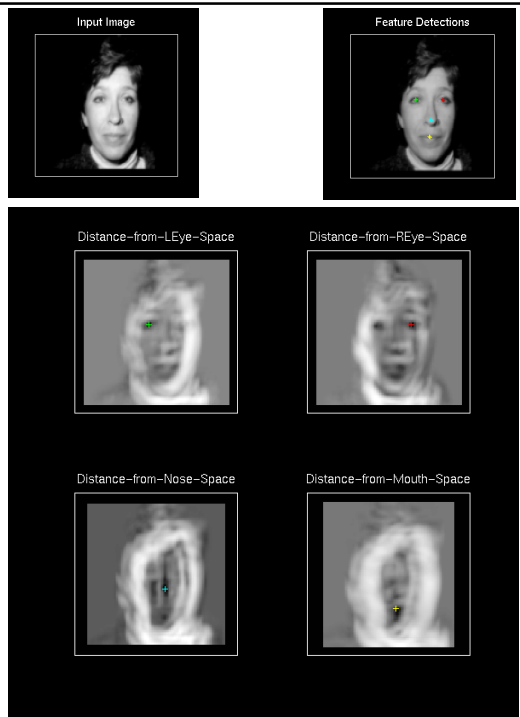 Input Image
Feature Detections
Distance-from-LEye-Space
Distance-from-REye-Space
Distance-from-Nose-Space
Distance-from-Mouth-Space